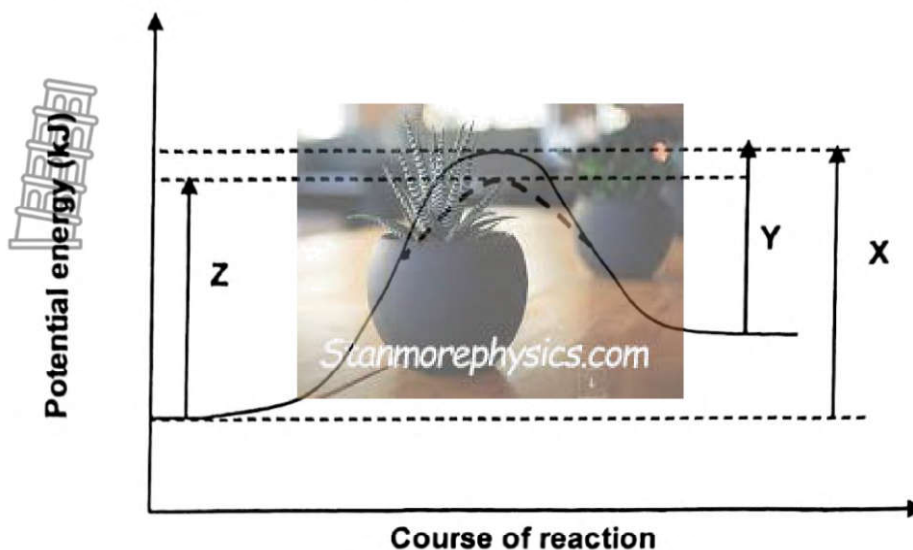 Potential energy (kJ)
Z
Y
X
Stanmorephysics.com
Course of reaction